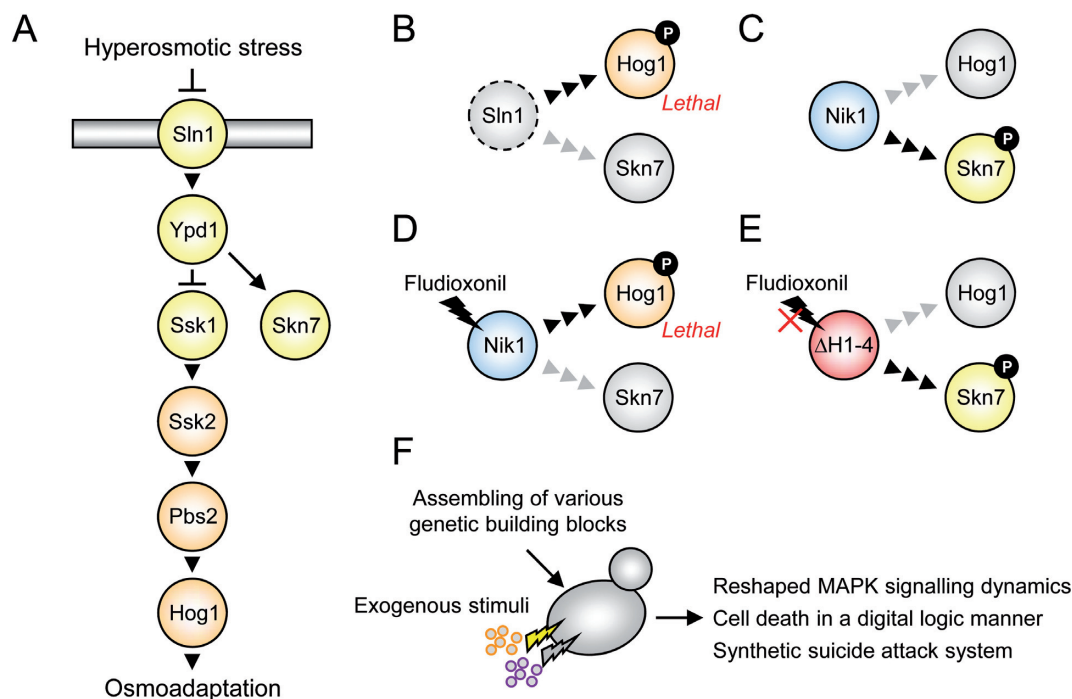 A
Hyperosmotic stress
Sln1
Ypd1
Ssk1
Skn7
Ssk2
Pbs2
Hog1
Osmoadaptation
B
Sln1
P
Hog1
Lethal
Skn7
C
Nik1
Hog1
P
Skn7
D
Fludioxonil
Nik1
P
Hog1
Lethal
Skn7
E
Fludioxonil
ΔH1-4
Hog1
P
Skn7
F
Assembling of various
genetic building blocks
Exogenous stimuli
Reshaped MAPK signalling dynamics
Cell death in a digital logic manner
Synthetic suicide attack system